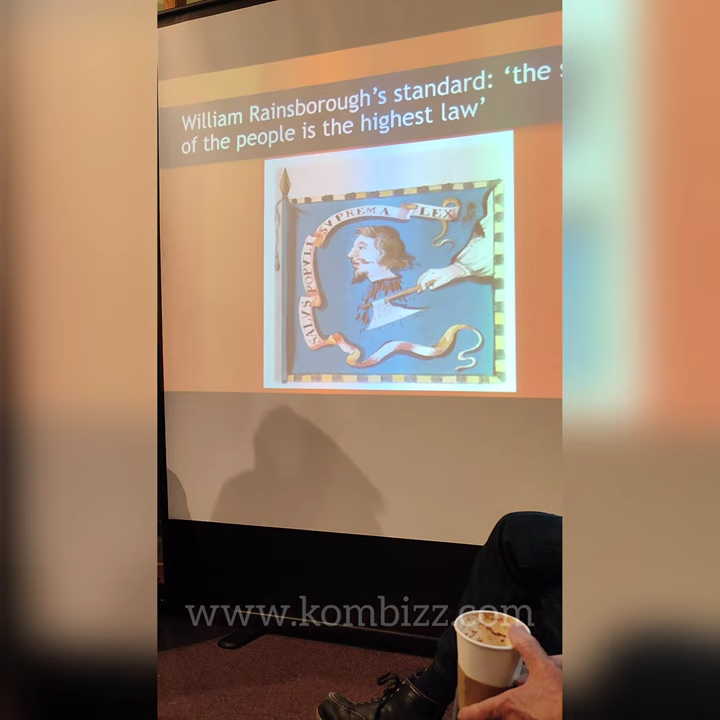 William Rainsborough's standard: 'the
of the people is the highest law'
SALVS POPVLI SVPREMA LEX
www.kombizz.com